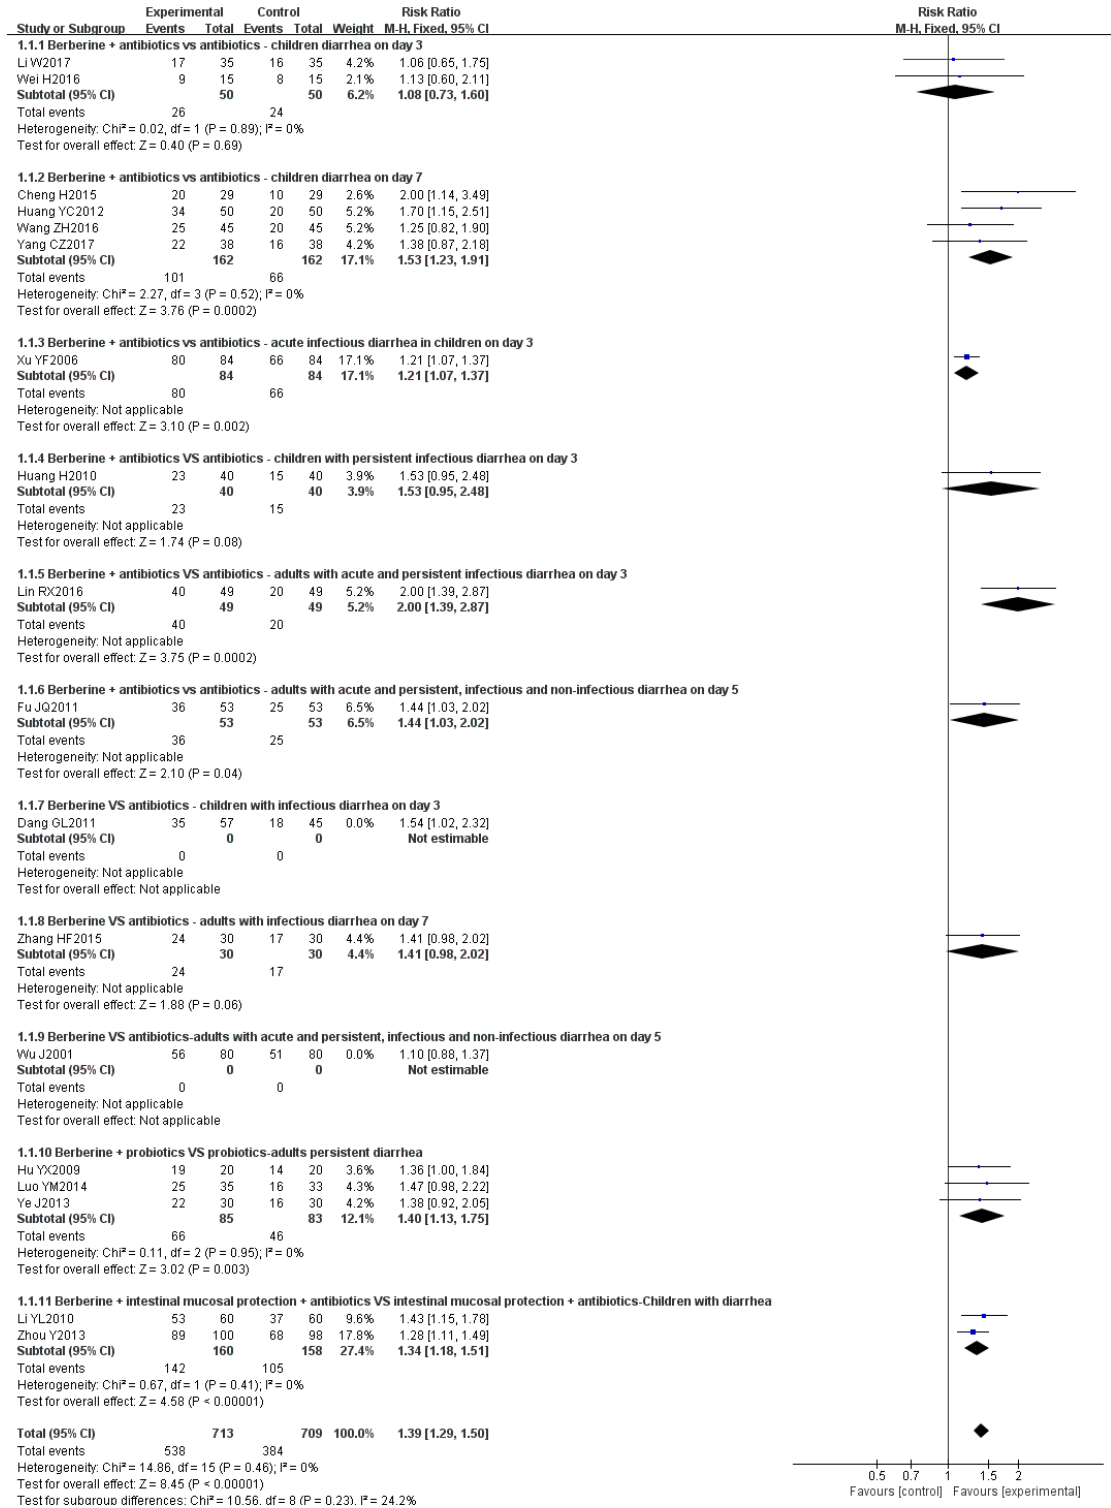 Experimental Control Risk Ratio Risk Ratio
Study or Subgroup Events Total Events Total Weight M-H, Fixed, 95% CI M-H, Fixed, 95% CI
1.1.1 Berberine + antibiotics vs antibiotics - children diarrhea on day 3
Li W2017 17 35 16 35 4.2% 1.06 [0.65, 1.75]
Wei H2016 9 15 8 15 2.1% 1.13 [0.60, 2.11]
Subtotal (95% CI) 50 50 6.2% 1.08 [0.73, 1.60]
Total events 26 24
Heterogeneity: Chi² = 0.02, df = 1 (P = 0.89); I² = 0%
Test for overall effect: Z = 0.40 (P = 0.69)
1.1.2 Berberine + antibiotics vs antibiotics - children diarrhea on day 7
Cheng H2015 20 29 10 29 2.6% 2.00 [1.14, 3.49]
Huang YC2012 34 50 20 50 5.2% 1.70 [1.15, 2.51]
Wang ZH2016 25 45 20 45 5.2% 1.25 [0.82, 1.90]
Yang CZ2017 22 38 16 38 4.2% 1.38 [0.87, 2.18]
Subtotal (95% CI) 162 162 17.1% 1.53 [1.23, 1.91]
Total events 101 66
Heterogeneity: Chi² = 2.27, df = 3 (P = 0.52); I² = 0%
Test for overall effect: Z = 3.76 (P = 0.0002)
1.1.3 Berberine + antibiotics vs antibiotics - acute infectious diarrhea in children on day 3
Xu YF2006 80 84 66 84 17.1% 1.21 [1.07, 1.37]
Subtotal (95% CI) 84 84 17.1% 1.21 [1.07, 1.37]
Total events 80 66
Heterogeneity: Not applicable
Test for overall effect: Z = 3.10 (P = 0.002)
1.1.4 Berberine + antibiotics VS antibiotics - children with persistent infectious diarrhea on day 3
Huang H2010 23 40 15 40 3.9% 1.53 [0.95, 2.48]
Subtotal (95% CI) 40 40 3.9% 1.53 [0.95, 2.48]
Total events 23 15
Heterogeneity: Not applicable
Test for overall effect: Z = 1.74 (P = 0.08)
1.1.5 Berberine + antibiotics VS antibiotics - adults with acute and persistent infectious diarrhea on day 3
Lin RX2016 40 49 20 49 5.2% 2.00 [1.39, 2.87]
Subtotal (95% CI) 49 49 5.2% 2.00 [1.39, 2.87]
Total events 40 20
Heterogeneity: Not applicable
Test for overall effect: Z = 3.75 (P = 0.0002)
1.1.6 Berberine + antibiotics vs antibiotics - adults with acute and persistent, infectious and non-infectious diarrhea on day 5
Fu JQ2011 36 53 25 53 6.5% 1.44 [1.03, 2.02]
Subtotal (95% CI) 53 53 6.5% 1.44 [1.03, 2.02]
Total events 36 25
Heterogeneity: Not applicable
Test for overall effect: Z = 2.10 (P = 0.04)
1.1.7 Berberine VS antibiotics - children with infectious diarrhea on day 3
Dang GL2011 35 57 18 45 0.0% 1.54 [1.02, 2.32]
Subtotal (95% CI) 0 0 Not estimable
Total events 0 0
Heterogeneity: Not applicable
Test for overall effect: Not applicable
1.1.8 Berberine VS antibiotics - adults with infectious diarrhea on day 7
Zhang HF2015 24 30 17 30 4.4% 1.41 [0.98, 2.02]
Subtotal (95% CI) 30 30 4.4% 1.41 [0.98, 2.02]
Total events 24 17
Heterogeneity: Not applicable
Test for overall effect: Z = 1.88 (P = 0.06)
1.1.9 Berberine VS antibiotics-adults with acute and persistent, infectious and non-infectious diarrhea on day 5
Wu J2001 56 80 51 80 0.0% 1.10 [0.88, 1.37]
Subtotal (95% CI) 0 0 Not estimable
Total events 0 0
Heterogeneity: Not applicable
Test for overall effect: Not applicable
1.1.10 Berberine + probiotics VS probiotics-adults persistent diarrhea
Hu YX2009 19 20 14 20 3.6% 1.36 [1.00, 1.84]
Luo YM2014 25 35 16 33 4.3% 1.47 [0.98, 2.22]
Ye J2013 22 30 16 30 4.2% 1.38 [0.92, 2.05]
Subtotal (95% CI) 85 83 12.1% 1.40 [1.13, 1.75]
Total events 66 46
Heterogeneity: Chi² = 0.11, df = 2 (P = 0.95); I² = 0%
Test for overall effect: Z = 3.02 (P = 0.003)
1.1.11 Berberine + intestinal mucosal protection + antibiotics VS intestinal mucosal protection + antibiotics-Children with diarrhea
Li YL2010 53 60 37 60 9.6% 1.43 [1.15, 1.78]
Zhou Y2013 89 100 68 98 17.8% 1.28 [1.11, 1.49]
Subtotal (95% CI) 160 158 27.4% 1.34 [1.18, 1.51]
Total events 142 105
Heterogeneity: Chi² = 0.67, df = 1 (P = 0.41); I² = 0%
Test for overall effect: Z = 4.58 (P < 0.00001)
Total (95% CI) 713 709 100.0% 1.39 [1.29, 1.50]
Total events 538 384
Heterogeneity: Chi² = 14.86, df = 15 (P = 0.46); I² = 0%
Test for overall effect: Z = 8.45 (P < 0.00001)
Test for subgroup differences: Chi² = 10.56, df = 8 (P = 0.23), I² = 24.2%
0.5 0.7 1 1.5 2
Favours [control] Favours [experimental]